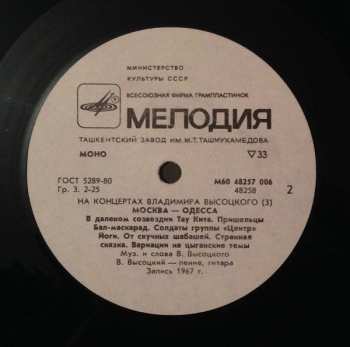 МИНИСТЕРСТВО
КУЛЬТУРЫ СССР
ВСЕСОЮЗНАЯ ФИРМА ГРАМПЛАСТИНОК
МЕЛОДИЯ
ТАШКЕНТСКИЙ ЗАВОД ИМ. М.Т.ТАШМУХАМЕДОВА
МОНО ▽33
ГОСТ 5289-80 М60 48257 006
Гр. 3. 2-25 48258 2
НА КОНЦЕРТАХ ВЛАДИМИРА ВЫСОЦКОГО (3)
МОСКВА — ОДЕССА
В далеком созвездии Тау Кита. Пришельцы
Бал-маскарад. Солдаты группы «Центр»
Йоги. От скучных шабашей. Странная
сказка. Вариации на цыганские темы
Муз. и слова В. Высоцкого
В. Высоцкий — пение, гитара
Запись 1967 г.